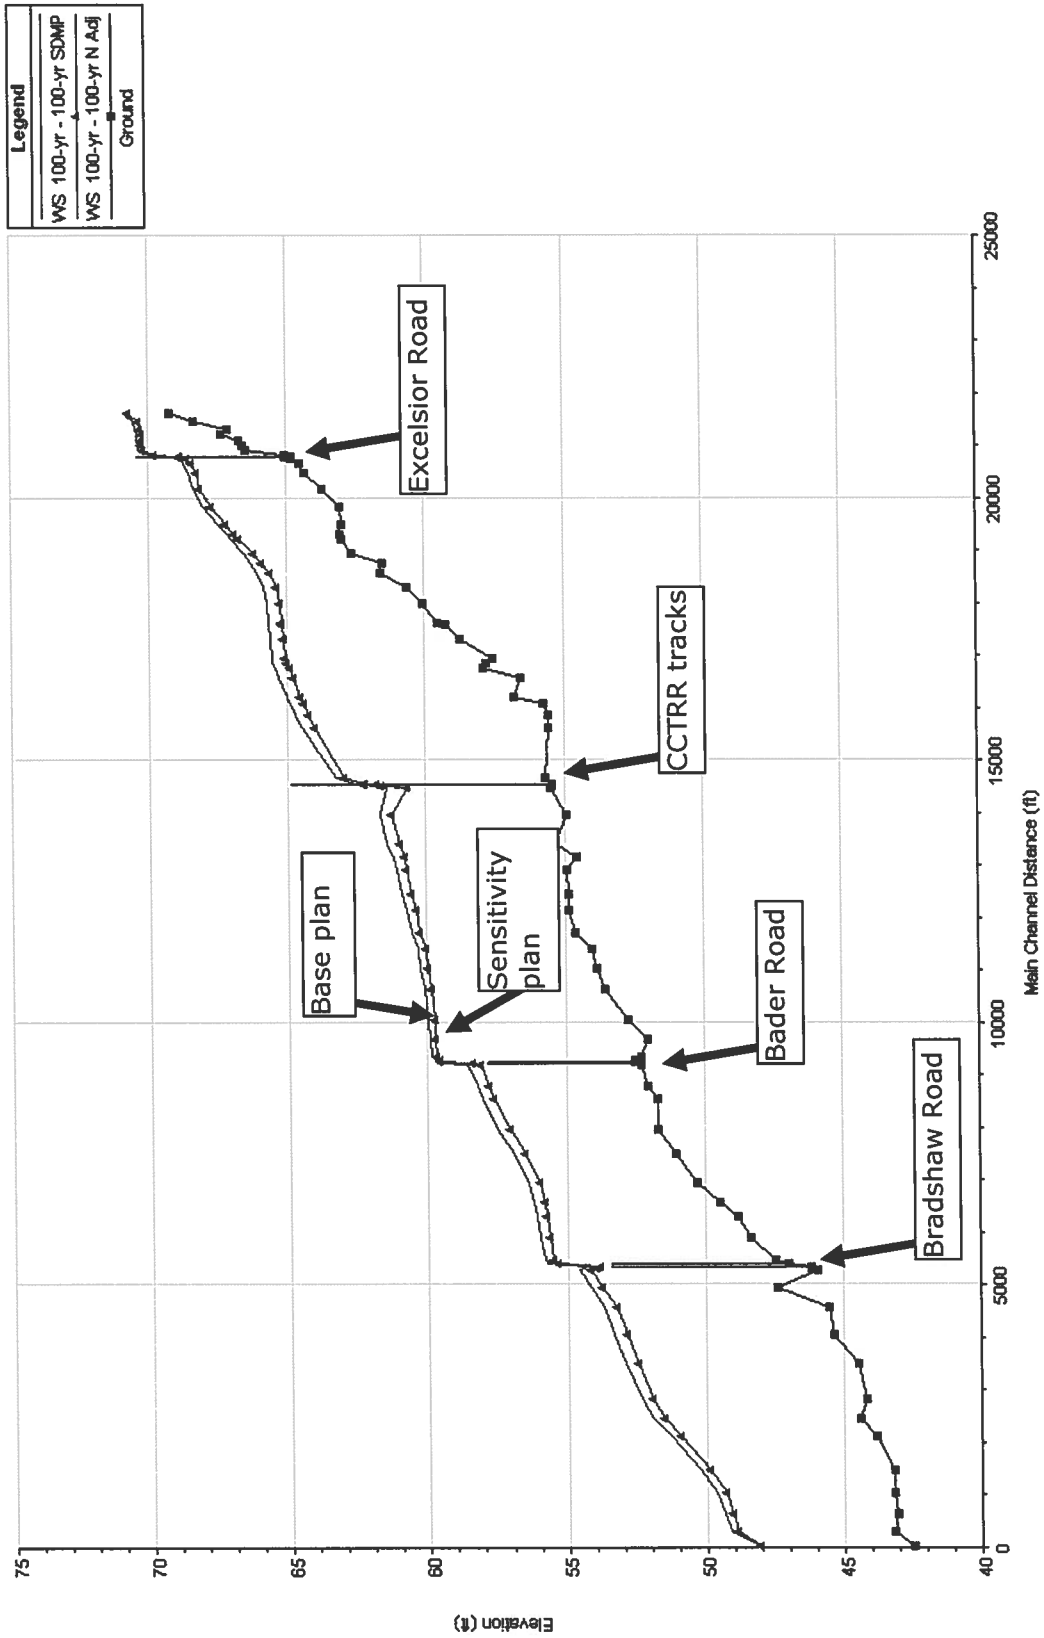 Legend
WS 100-yr - 100-yr SDMP
WS 100-yr - 100-yr N Adj
Ground
75
70
65
60
55
50
45
40
Elevation (ft)
0
5000
10000
15000
20000
25000
Main Channel Distance (ft)
Base plan
Sensitivity
plan
Bradshaw Road
Bader Road
CCTRR tracks
Excelsior Road